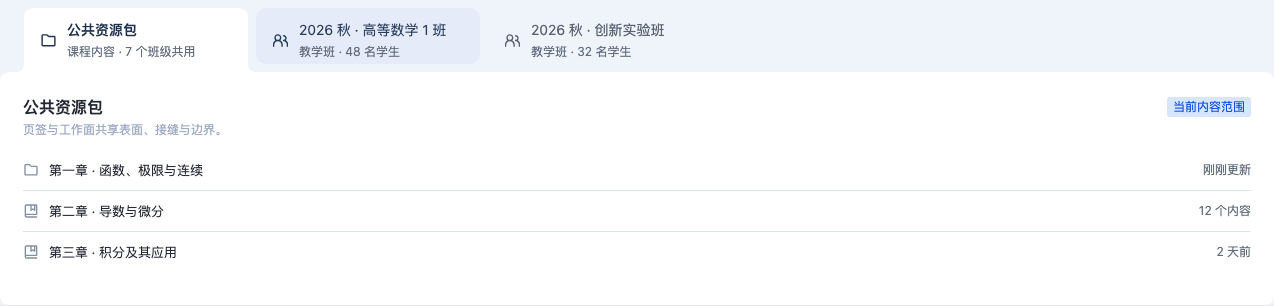 公共资源包
课程内容 · 7 个班级共用
2026 秋 · 高等数学 1 班
教学班 · 48 名学生
2026 秋 · 创新实验班
教学班 · 32 名学生
公共资源包
当前内容范围
页签与工作面共享表面、接缝与边界。
第一章 · 函数、极限与连续
刚刚更新
第二章 · 导数与微分
12 个内容
第三章 · 积分及其应用
2 天前